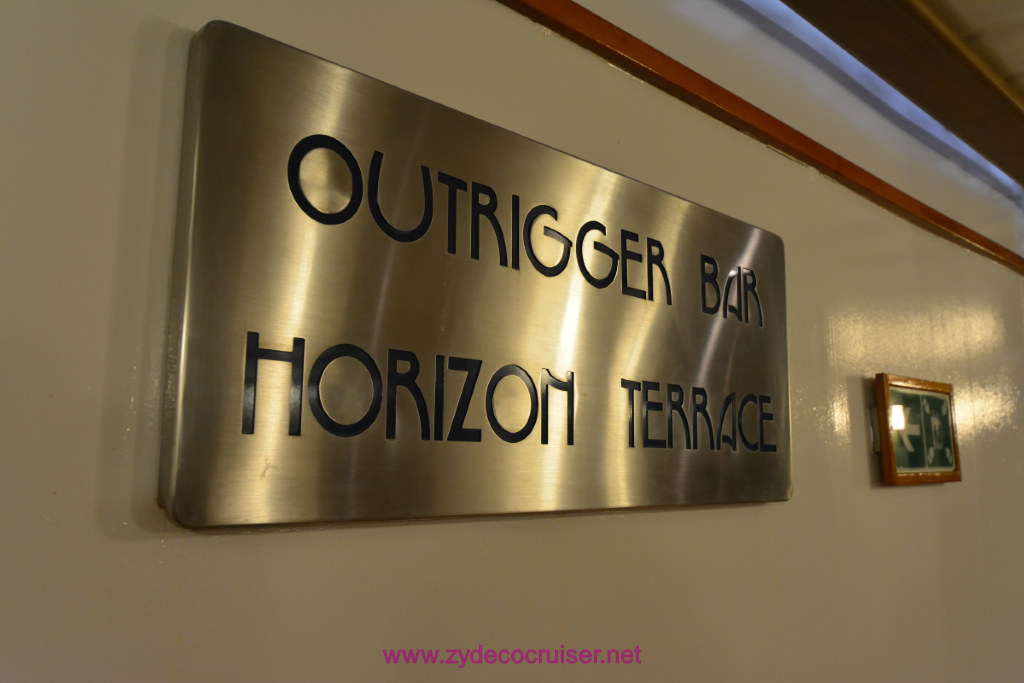 OUTRIGGER BAR
HORIZON TERRACE
www.zydecocruiser.net